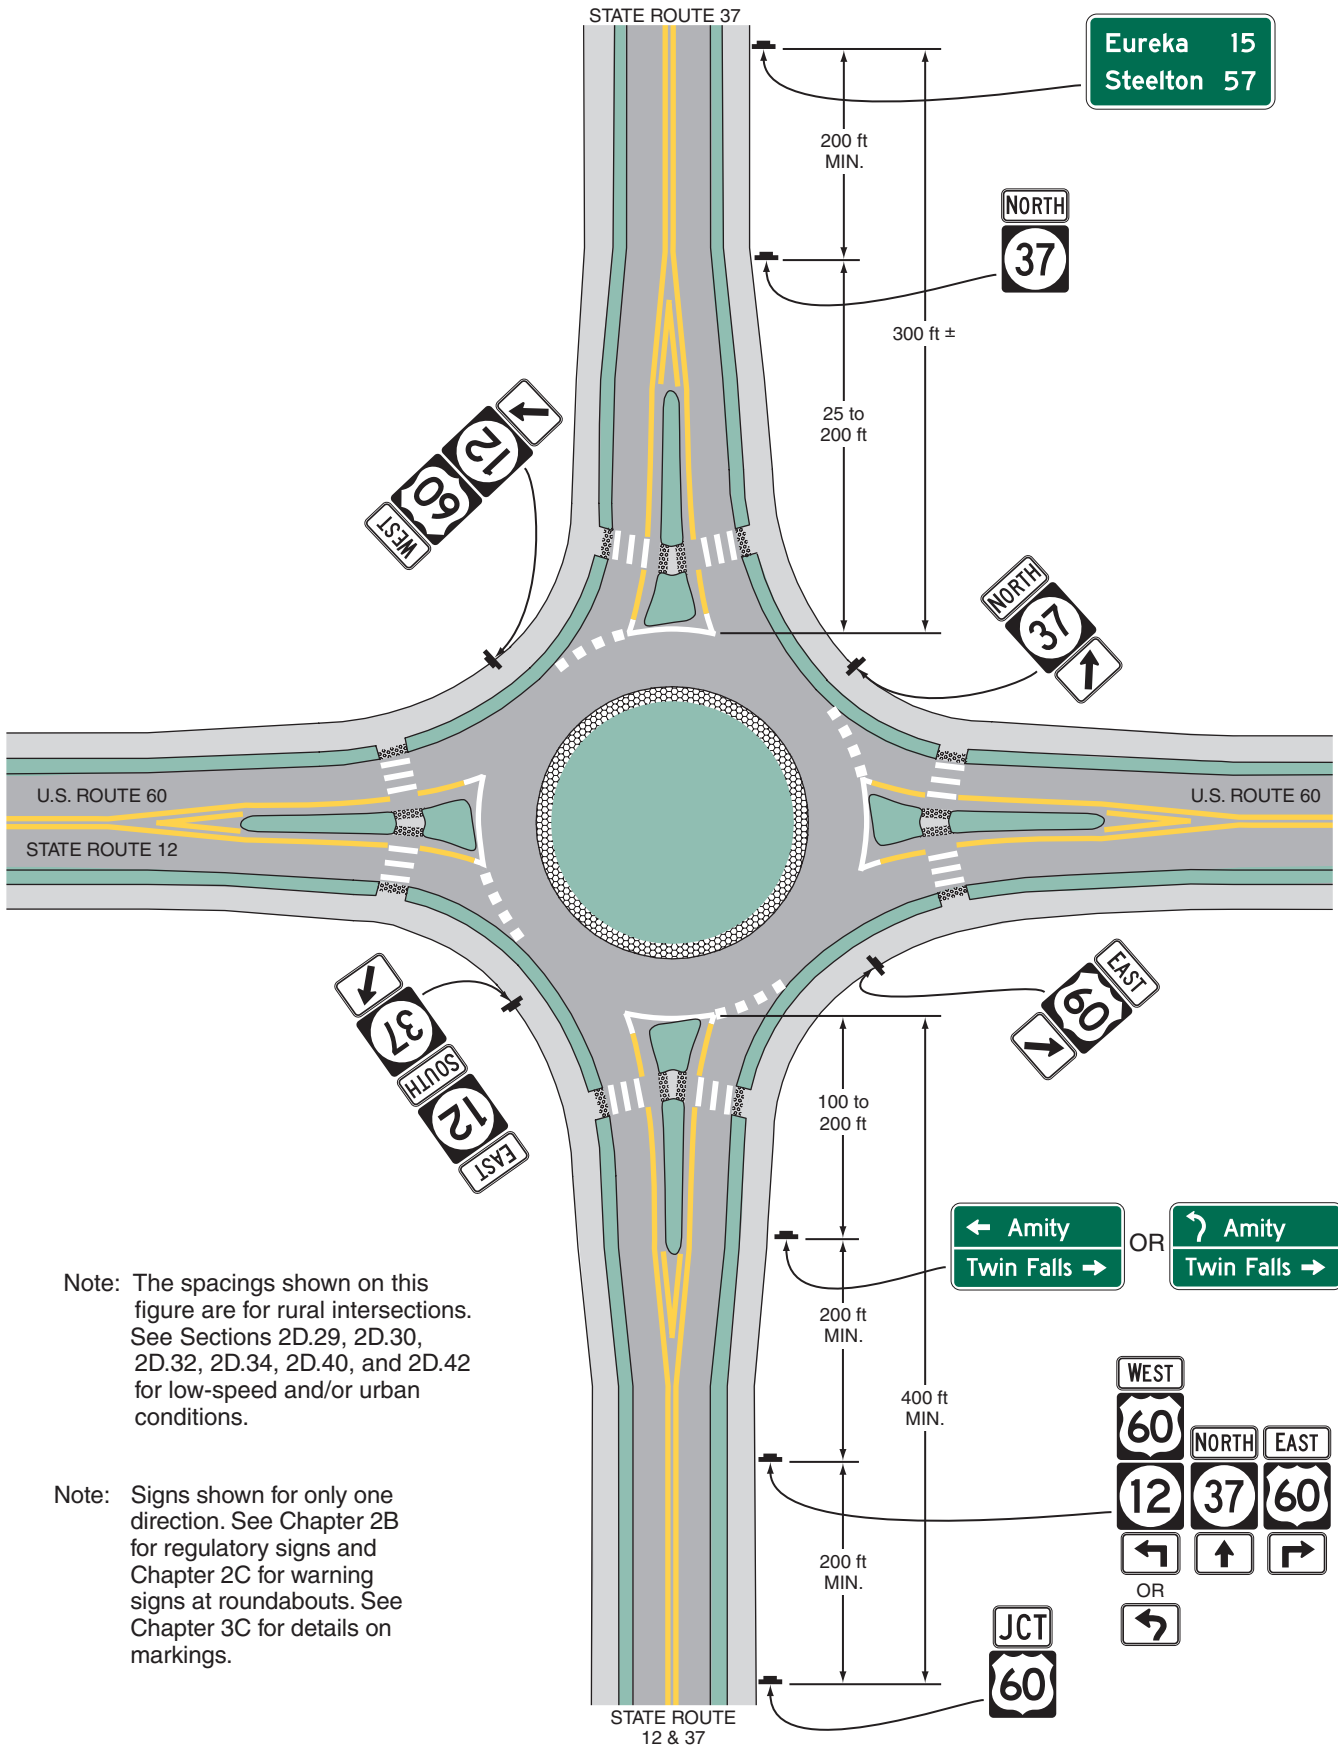 STATE ROUTE 37
Eureka 15
Steelton 57
200 ft
MIN.
NORTH
37
300 ft ±
25 to
200 ft
12
60
WEST
NORTH
37
U.S. ROUTE 60
STATE ROUTE 12
U.S. ROUTE 60
EAST
60
37
SOUTH
12
EAST
100 to
200 ft
← Amity
Twin Falls →
OR
↰ Amity
Twin Falls →
200 ft
MIN.
400 ft
MIN.
Note: The spacings shown on this
figure are for rural intersections.
See Sections 2D.29, 2D.30,
2D.32, 2D.34, 2D.40, and 2D.42
for low-speed and/or urban
conditions.
WEST
60
NORTH EAST
12 37 60
OR
Note: Signs shown for only one
direction. See Chapter 2B
for regulatory signs and
Chapter 2C for warning
signs at roundabouts. See
Chapter 3C for details on
markings.
200 ft
MIN.
JCT
60
STATE ROUTE
12 & 37